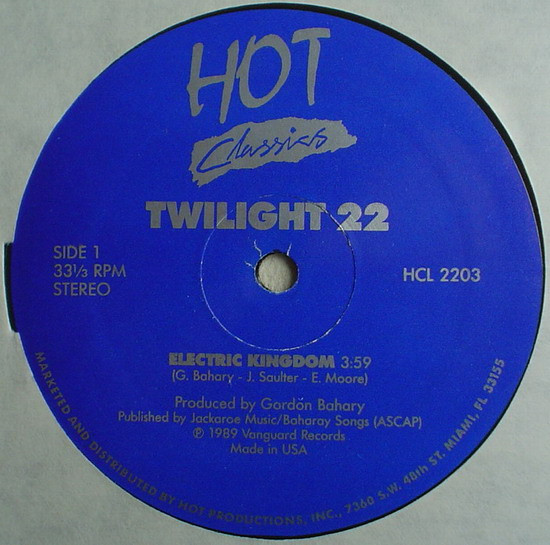 HOT
Classics
TWILIGHT 22
SIDE 1
33⅓ RPM
STEREO
HCL 2203
ELECTRIC KINGDOM 3:59
(G. Bahary - J. Saulter - E. Moore)
Produced by Gordon Bahary
Published by Jackaroe Music/Baharay Songs (ASCAP)
℗ 1989 Vanguard Records
Made in USA
MARKETED AND DISTRIBUTED BY HOT PRODUCTIONS, INC., 7360 S.W. 48th ST. MIAMI, FL 33155